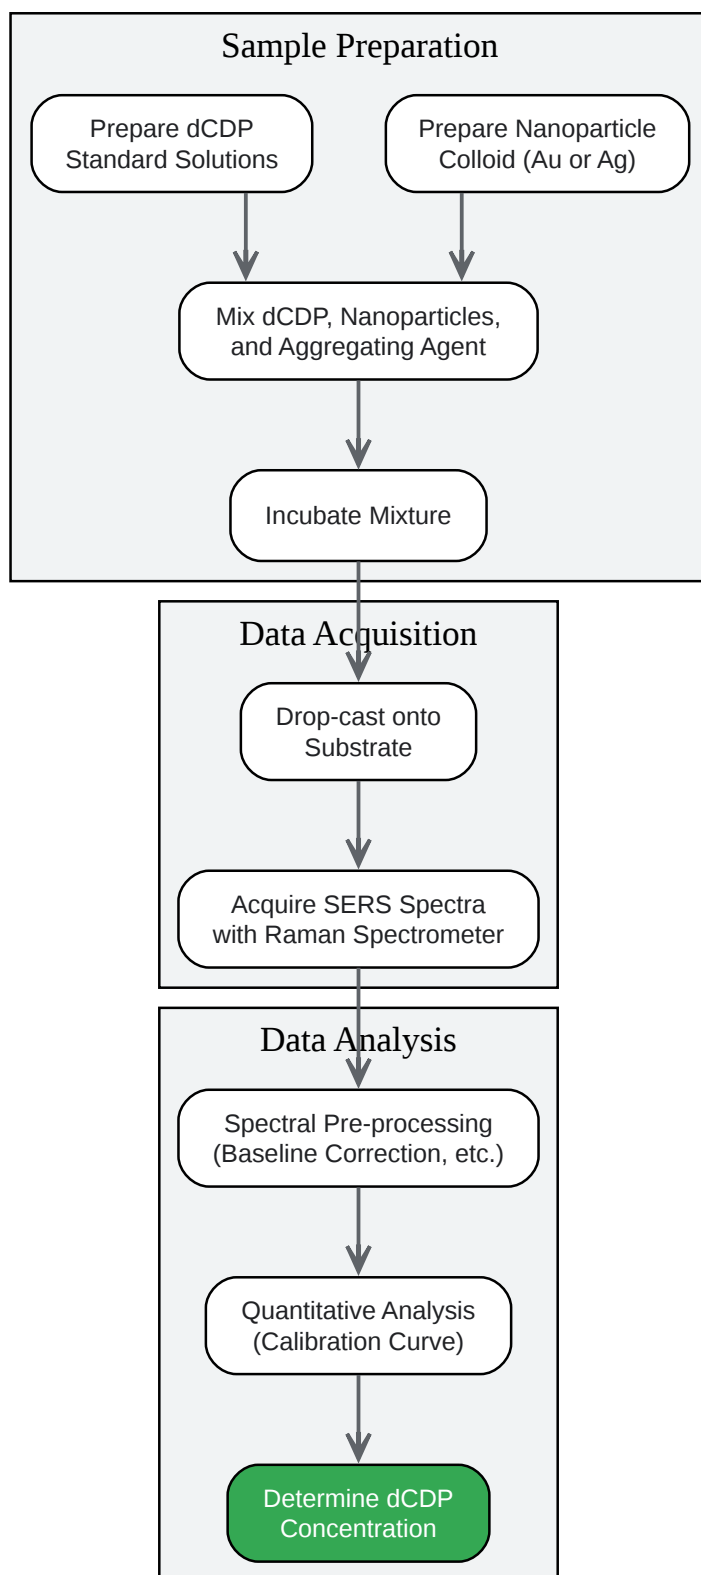 Sample Preparation
Prepare dCDP
Standard Solutions
Prepare Nanoparticle
Colloid (Au or Ag)
Mix dCDP, Nanoparticles,
and Aggregating Agent
Incubate Mixture
Data Acquisition
Drop-cast onto
Substrate
Acquire SERS Spectra
with Raman Spectrometer
Data Analysis
Spectral Pre-processing
(Baseline Correction, etc.)
Quantitative Analysis
(Calibration Curve)
Determine dCDP
Concentration